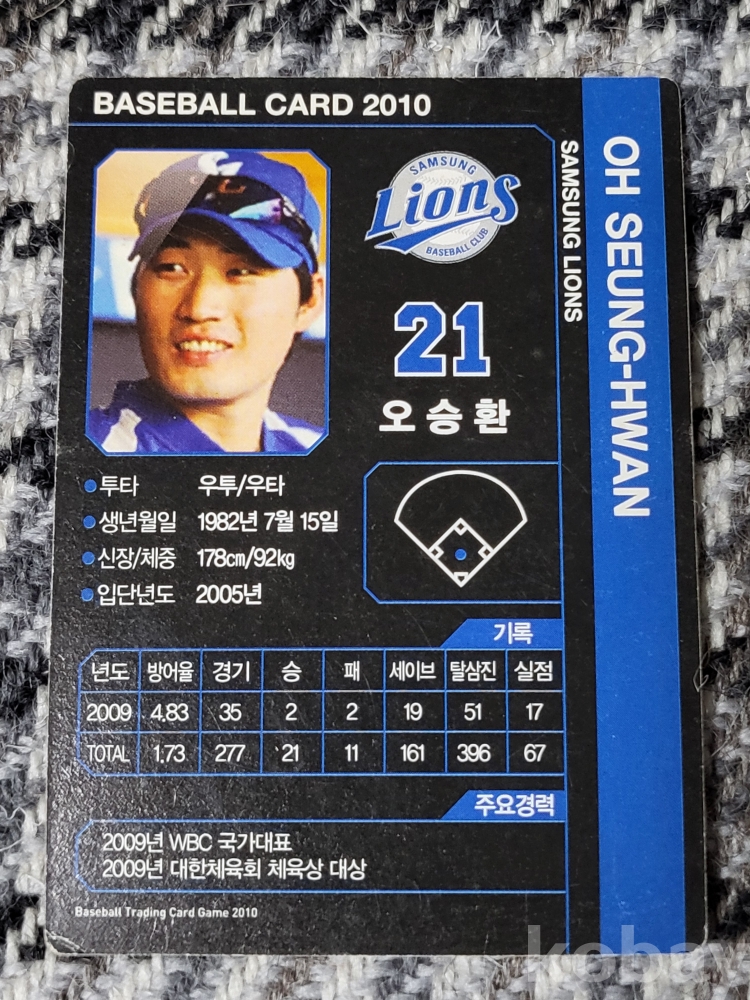 BASEBALL CARD 2010
SAMSUNG
Lions
BASEBALL CLUB
21
오승환
OH SEUNG-HWAN
SAMSUNG LIONS
투타 우투/우타
생년월일 1982년 7월 15일
신장/체중 178cm/92kg
입단년도 2005년
기록
년도 방어율 경기 승 패 세이브 탈삼진 실점
2009 4.83 35 2 2 19 51 17
TOTAL 1.73 277 21 11 161 396 67
주요경력
2009년 WBC 국가대표
2009년 대한체육회 체육상 대상
Baseball Trading Card Game 2010
kobay